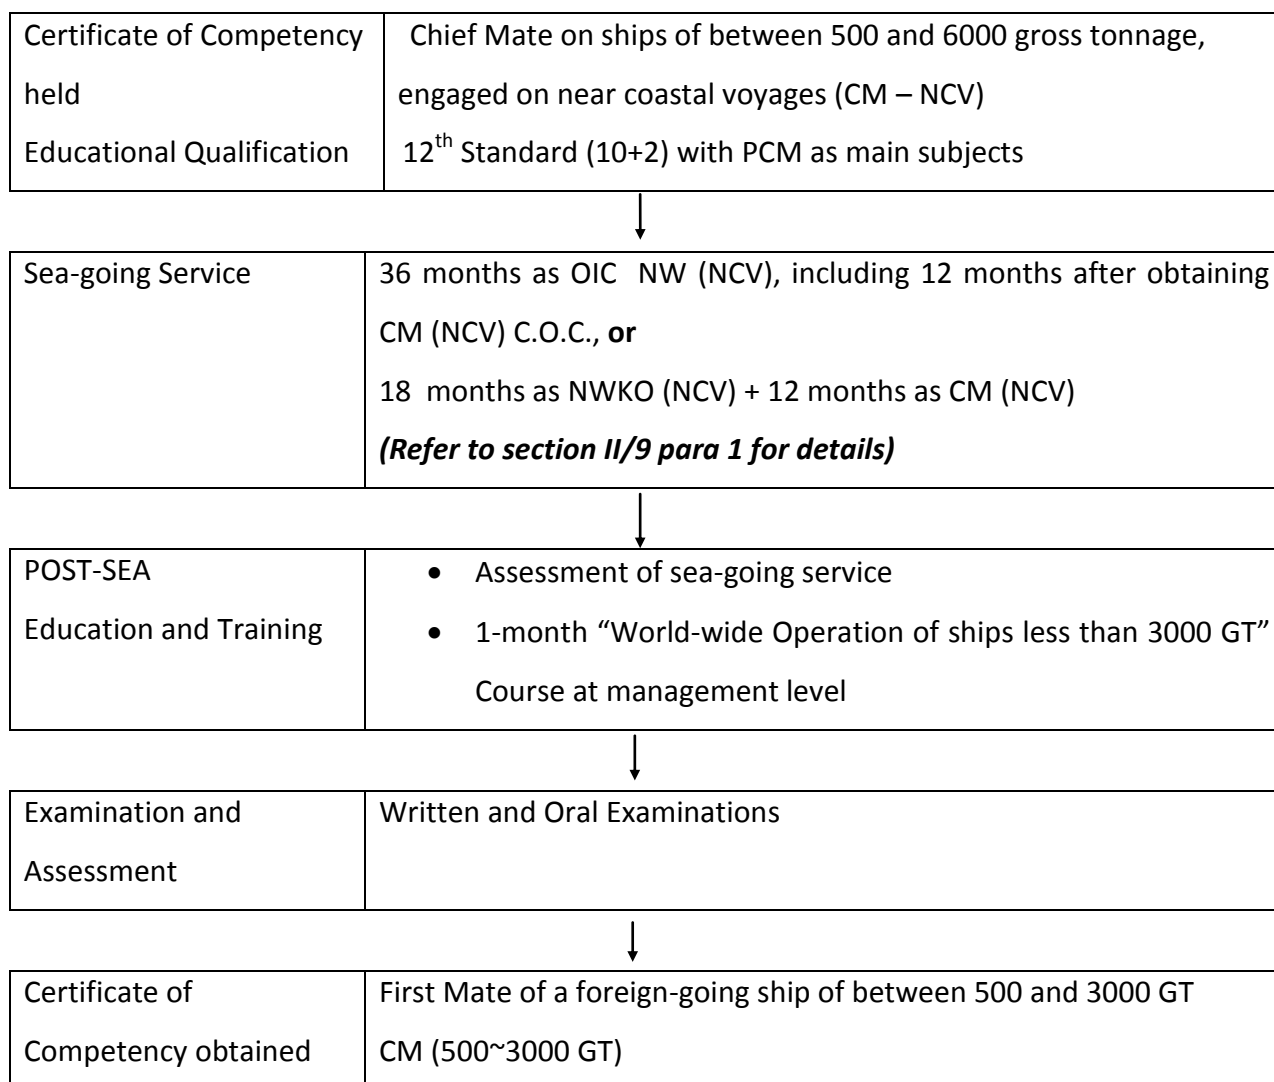 Certificate of Competency
held
Educational Qualification
Chief Mate on ships of between 500 and 6000 gross tonnage,
engaged on near coastal voyages (CM – NCV)
12th Standard (10+2) with PCM as main subjects
Sea-going Service
36 months as OIC NW (NCV), including 12 months after obtaining
CM (NCV) C.O.C., or
18 months as NWKO (NCV) + 12 months as CM (NCV)
(Refer to section II/9 para 1 for details)
POST-SEA
Education and Training
• Assessment of sea-going service
• 1-month “World-wide Operation of ships less than 3000 GT”
Course at management level
Examination and
Assessment
Written and Oral Examinations
Certificate of
Competency obtained
First Mate of a foreign-going ship of between 500 and 3000 GT
CM (500~3000 GT)